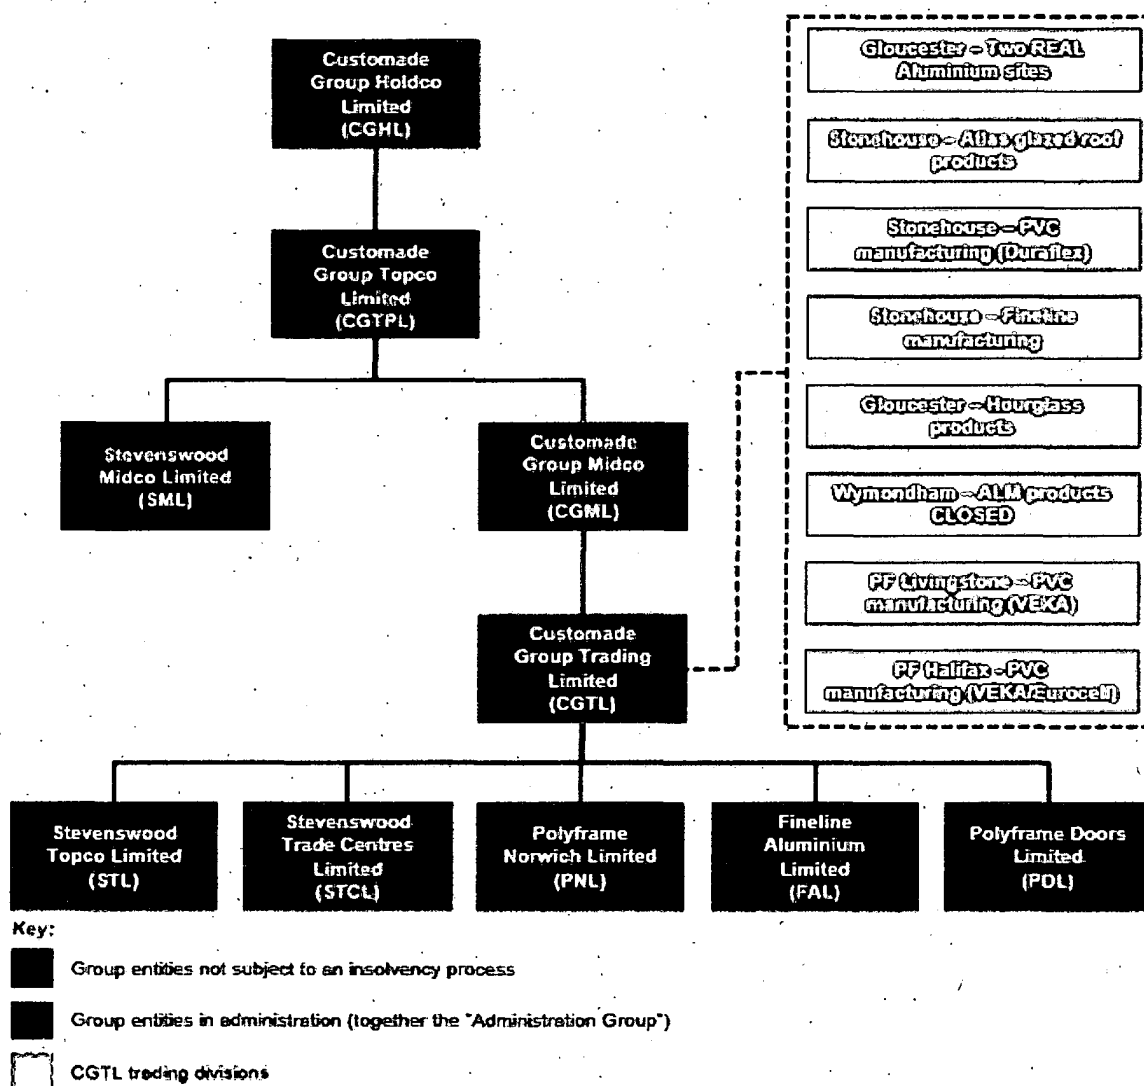 Customade
Group Holdco
Limited
(CGHL)
Customade
Group Topco
Limited
(CGTPL)
Stevenswood
Midco Limited
(SML)
Customade
Group Midco
Limited
(CGML)
Customade
Group Trading
Limited
(CGTL)
Gloucester – Two REAL
Aluminium sites
Stonehouse – Atlas glazed roof
products
Stonehouse – PVC
manufacturing (Duraflex)
Stonehouse – Fineline
manufacturing
Gloucester – Hourglass
products
Wymondham – ALM products
CLOSED
PF Livingstone – PVC
manufacturing (VEKA)
PF Halifax - PVC
manufacturing (VEKA/Eurocell)
Stevenswood
Topco Limited
(STL)
Stevenswood
Trade Centres
Limited
(STCL)
Polyframe
Norwich Limited
(PNL)
Fineline
Aluminium
Limited
(FAL)
Polyframe Doors
Limited
(PDL)
Key:
Group entities not subject to an insolvency process
Group entities in administration (together the "Administration Group")
CGTL trading divisions